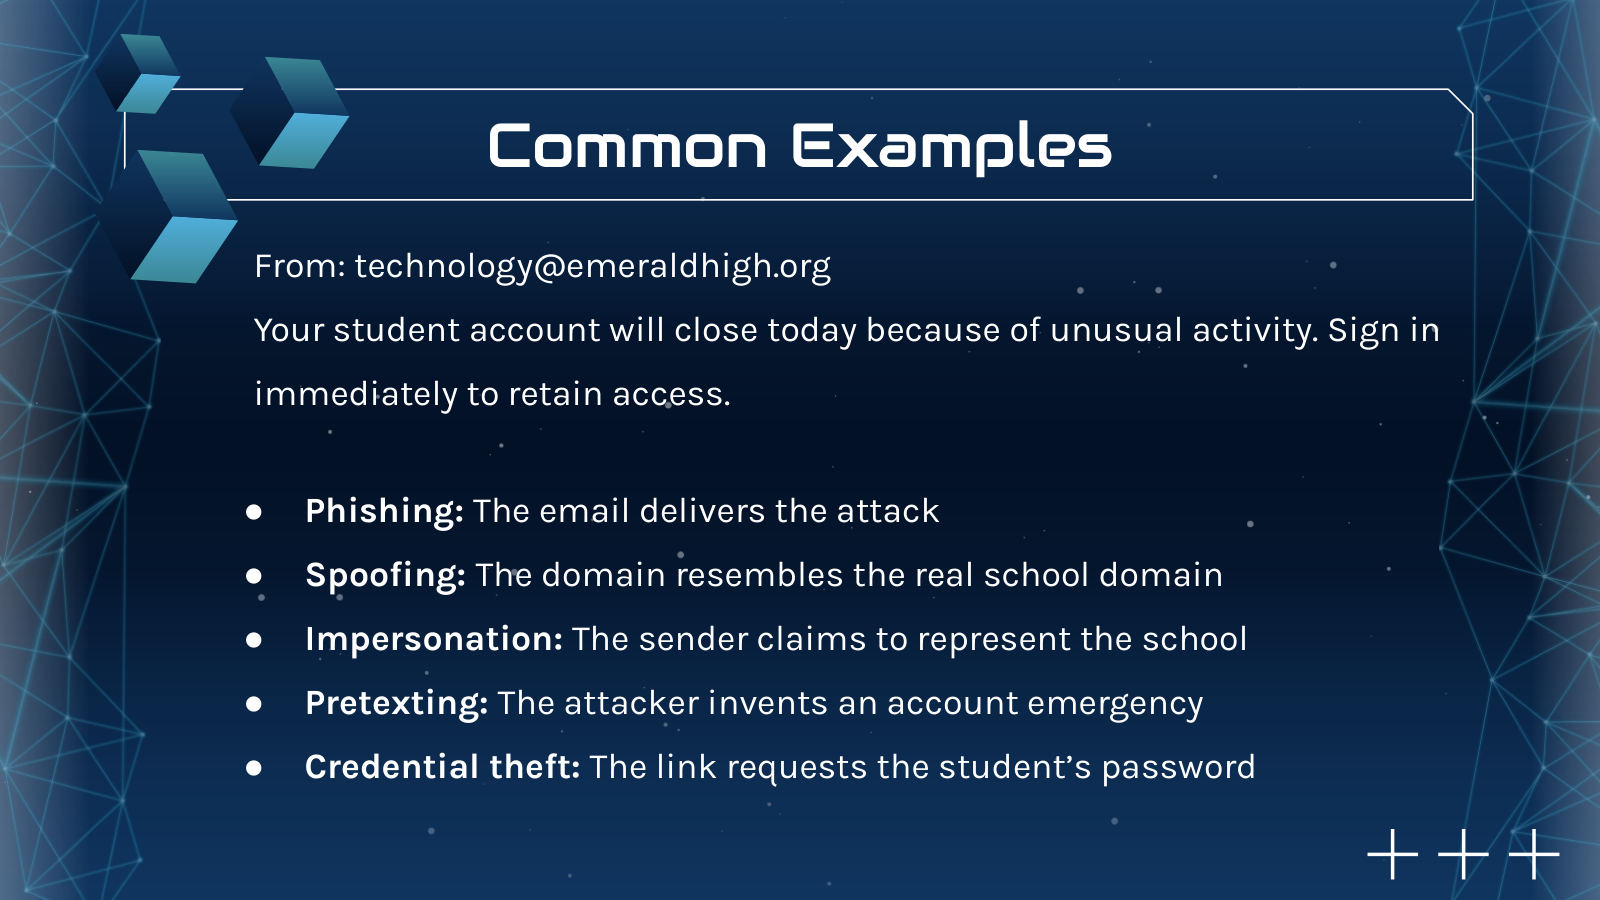 Common Examples
From: technology@emeraldhigh.org
Your student account will close today because of unusual activity. Sign in
immediately to retain access.
● Phishing: The email delivers the attack
● Spoofing: The domain resembles the real school domain
● Impersonation: The sender claims to represent the school
● Pretexting: The attacker invents an account emergency
● Credential theft: The link requests the student’s password